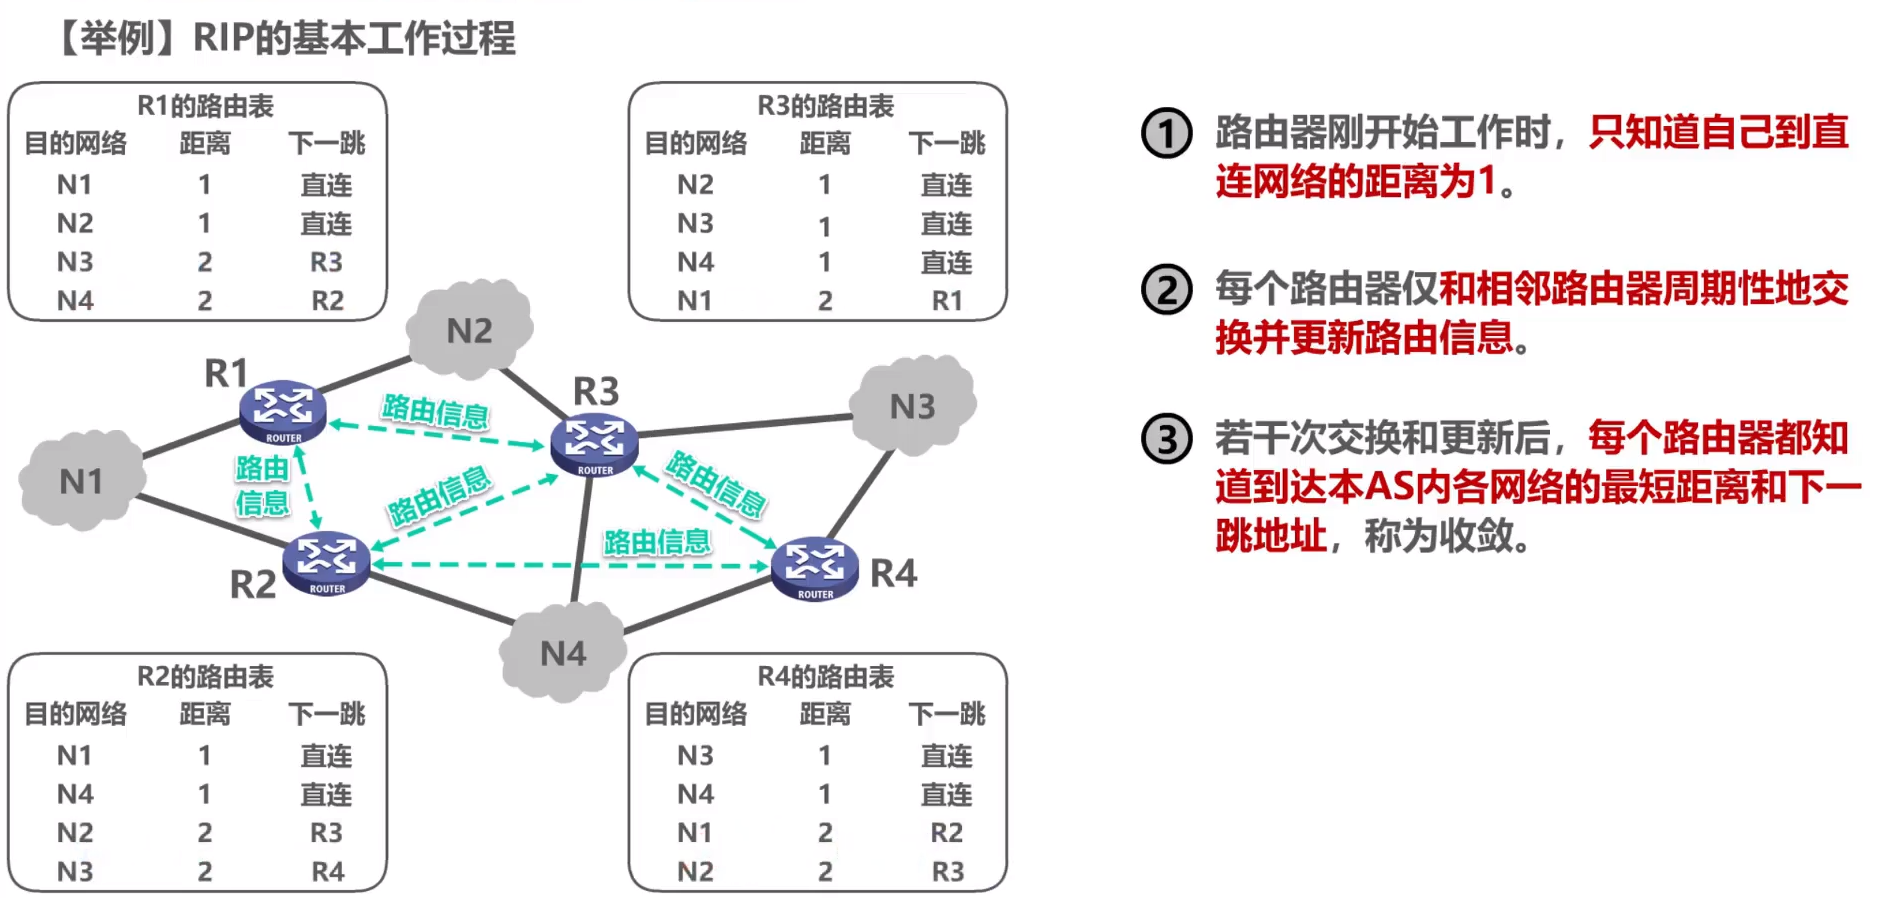 【举例】RIP的基本工作过程
R1的路由表
目的网络 距离 下一跳
N1 1 直连
N2 1 直连
N3 2 R3
N4 2 R2
R3的路由表
目的网络 距离 下一跳
N2 1 直连
N3 1 直连
N4 1 直连
N1 2 R1
N2
R1
ROUTER
路由信息
R3
ROUTER
N3
N1
路由
信息
路由信息
路由信息
R2
ROUTER
路由信息
R4
ROUTER
N4
R2的路由表
目的网络 距离 下一跳
N1 1 直连
N4 1 直连
N2 2 R3
N3 2 R4
R4的路由表
目的网络 距离 下一跳
N3 1 直连
N4 1 直连
N1 2 R2
N2 2 R3
① 路由器刚开始工作时，只知道自己到直
连网络的距离为1。
② 每个路由器仅和相邻路由器周期性地交
换并更新路由信息。
③ 若干次交换和更新后，每个路由器都知
道到达本AS内各网络的最短距离和下一
跳地址，称为收敛。